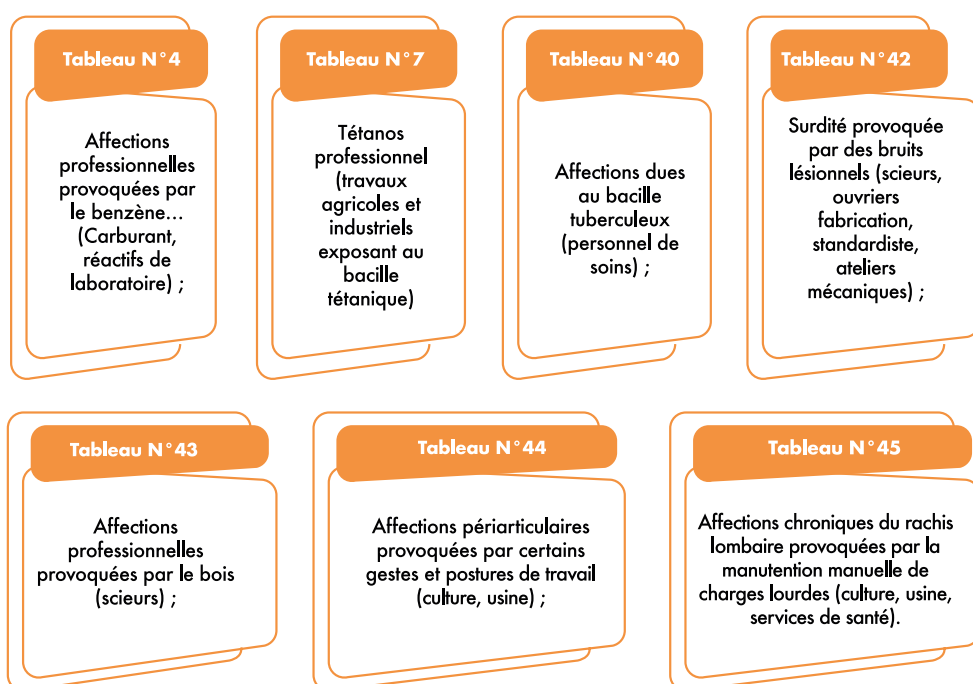 Tableau N°4
Affections
professionnelles
provoquées par
le benzène...
(Carburant,
réactifs de
laboratoire) ;
Tableau N°7
Tétanos
professionnel
(travaux
agricoles et
industriels
exposant au
bacille
tétanique)
Tableau N°40
Affections dues
au bacille
tuberculeux
(personnel de
soins) ;
Tableau N°42
Surdité provoquée
par des bruits
lésionnels (scieurs,
ouvriers
fabrication,
standardiste,
ateliers
mécaniques) ;
Tableau N°43
Affections
professionnelles
provoquées par le bois
(scieurs) ;
Tableau N°44
Affections périarticulaires
provoquées par certains
gestes et postures de travail
(culture, usine) ;
Tableau N°45
Affections chroniques du rachis
lombaire provoquées par la
manutention manuelle de
charges lourdes (culture, usine,
services de santé).